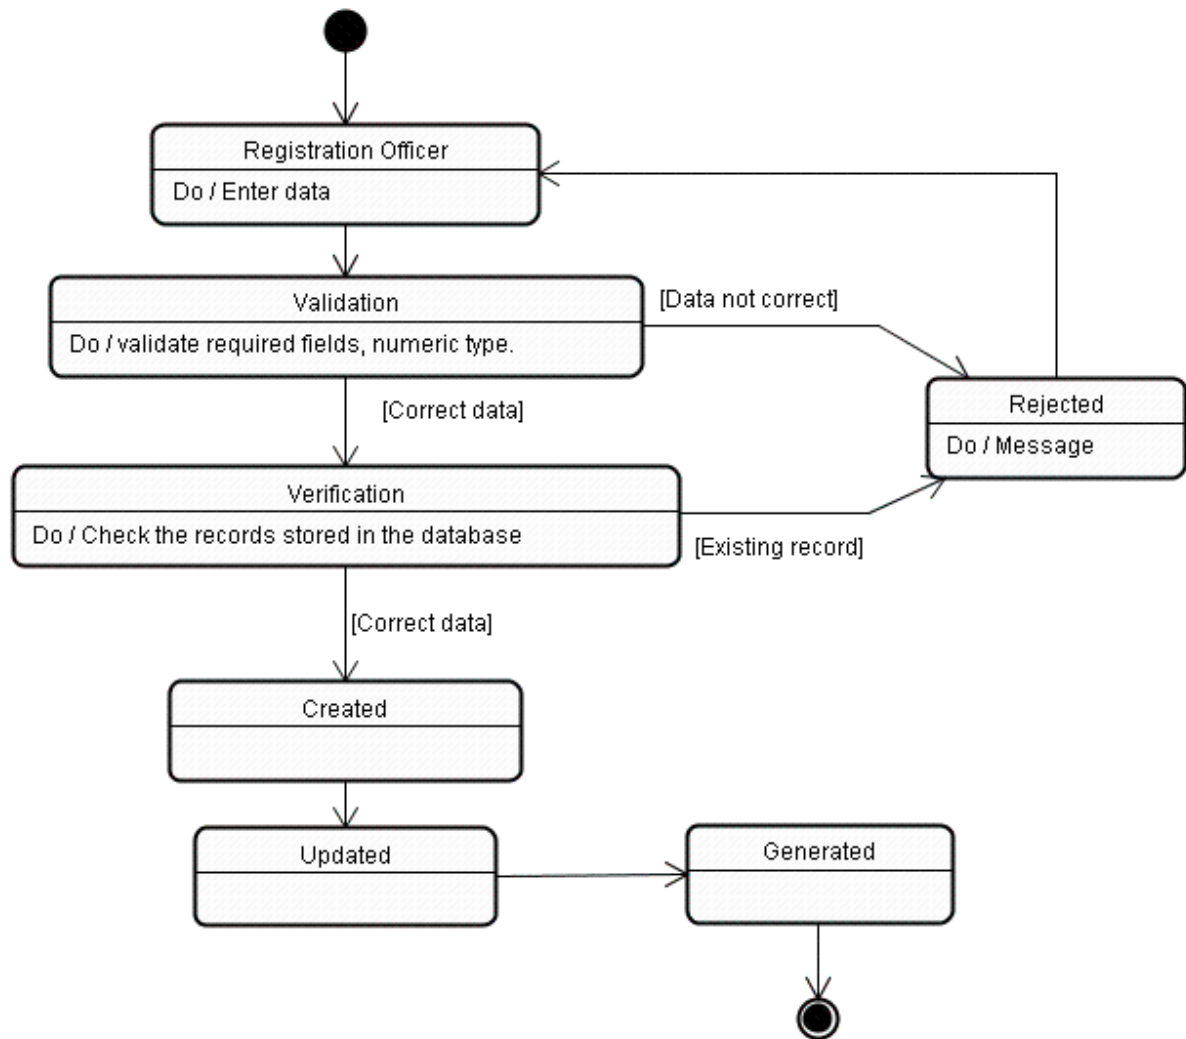 Registration Officer
Do / Enter data
Validation
Do / validate required fields, numeric type.
[Data not correct]
Rejected
Do / Message
[Correct data]
Verification
Do / Check the records stored in the database
[Existing record]
[Correct data]
Created
Updated
Generated